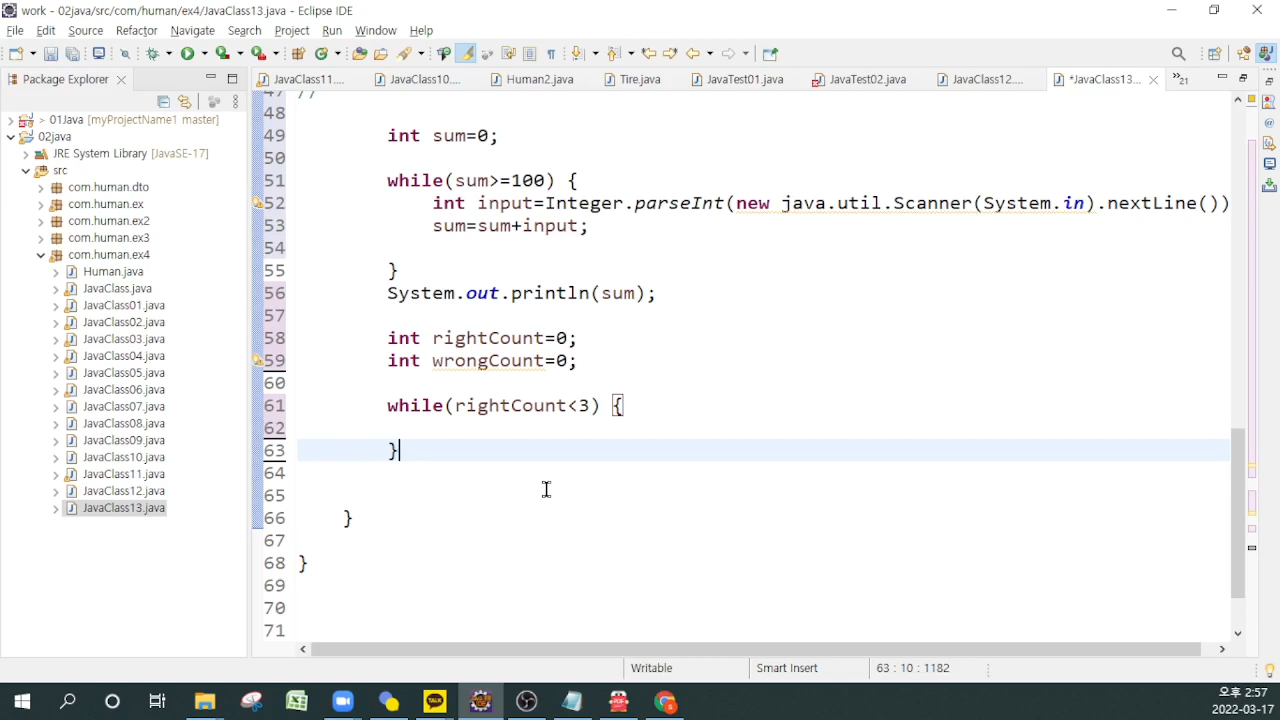 work - 02java/src/com/human/ex4/JavaClass13.java - Eclipse IDE
File Edit Source Refactor Navigate Search Project Run Window Help
Package Explorer
JavaClass11.... JavaClass10.... Human2.java Tire.java JavaTest01.java JavaTest02.java JavaClass12.... *JavaClass13... »21
> 01Java [myProjectName1 master]
02java
JRE System Library [JavaSE-17]
src
com.human.dto
com.human.ex
com.human.ex2
com.human.ex3
com.human.ex4
Human.java
JavaClass.java
JavaClass01.java
JavaClass02.java
JavaClass03.java
JavaClass04.java
JavaClass05.java
JavaClass06.java
JavaClass07.java
JavaClass08.java
JavaClass09.java
JavaClass10.java
JavaClass11.java
JavaClass12.java
JavaClass13.java
47 //
48
49 int sum=0;
50
51 while(sum>=100) {
52 int input=Integer.parseInt(new java.util.Scanner(System.in).nextLine())
53 sum=sum+input;
54
55 }
56 System.out.println(sum);
57
58 int rightCount=0;
59 int wrongCount=0;
60
61 while(rightCount<3) {
62
63 }
64
65
66 }
67
68 }
69
70
71
Writable Smart Insert 63 : 10 : 1182
TALK
PDF
오후 2:57
2022-03-17